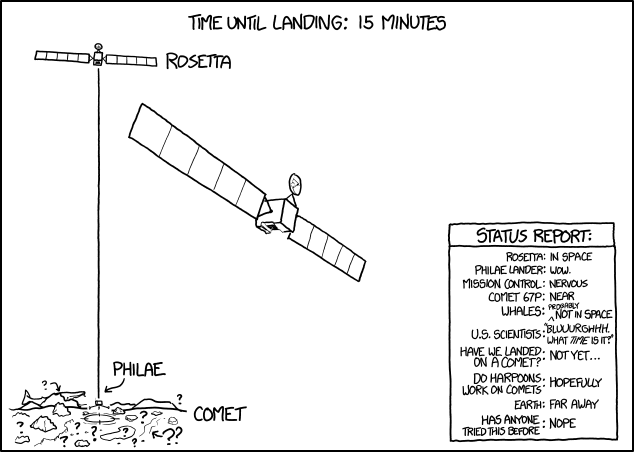 TIME UNTIL LANDING: 15 MINUTES
ROSETTA
PHILAE
COMET
?
?
?
?
?
?
?
?
?
??
STATUS REPORT:
ROSETTA: IN SPACE
PHILAE LANDER: WOW.
MISSION CONTROL: NERVOUS
COMET 67P: NEAR
PROBABLY
WHALES: ^ NOT IN SPACE
U.S. SCIENTISTS: "BLUUURGHHH.
WHAT TIME IS IT?"
HAVE WE LANDED
ON A COMET?: NOT YET...
DO HARPOONS
WORK ON COMETS: HOPEFULLY
EARTH: FAR AWAY
HAS ANYONE
TRIED THIS BEFORE: NOPE